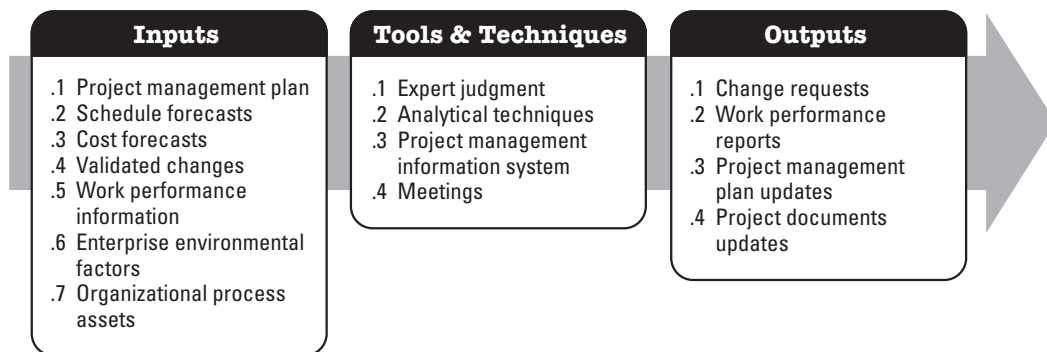 Inputs
.1 Project management plan
.2 Schedule forecasts
.3 Cost forecasts
.4 Validated changes
.5 Work performance
information
.6 Enterprise environmental
factors
.7 Organizational process
assets
Tools & Techniques
.1 Expert judgment
.2 Analytical techniques
.3 Project management
information system
.4 Meetings
Outputs
.1 Change requests
.2 Work performance
reports
.3 Project management
plan updates
.4 Project documents
updates